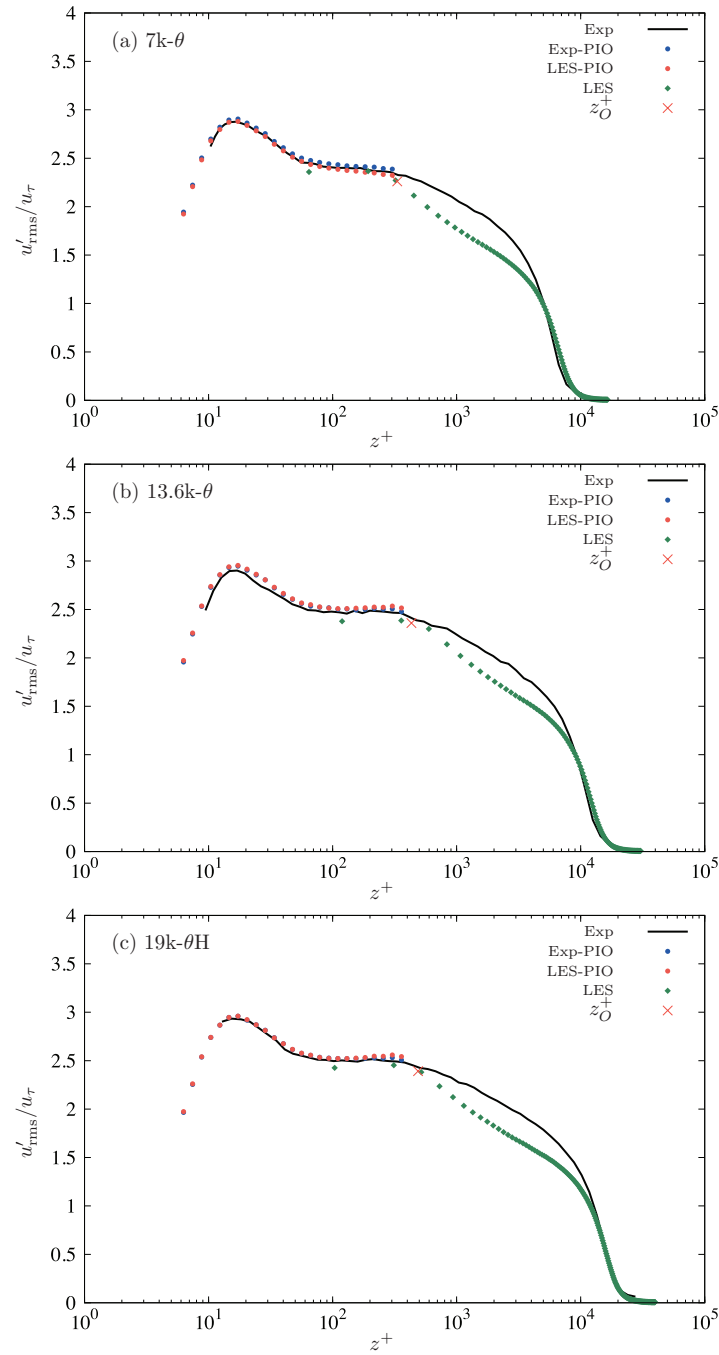 (a) 7k-θ
Exp
Exp-PIO
LES-PIO
LES
z_O^+
4
3.5
3
2.5
2
1.5
1
0.5
0
u′_rms/u_τ
10^0
10^1
10^2
10^3
10^4
10^5
z^+
(b) 13.6k-θ
Exp
Exp-PIO
LES-PIO
LES
z_O^+
4
3.5
3
2.5
2
1.5
1
0.5
0
u′_rms/u_τ
10^0
10^1
10^2
10^3
10^4
10^5
z^+
(c) 19k-θH
Exp
Exp-PIO
LES-PIO
LES
z_O^+
4
3.5
3
2.5
2
1.5
1
0.5
0
u′_rms/u_τ
10^0
10^1
10^2
10^3
10^4
10^5
z^+